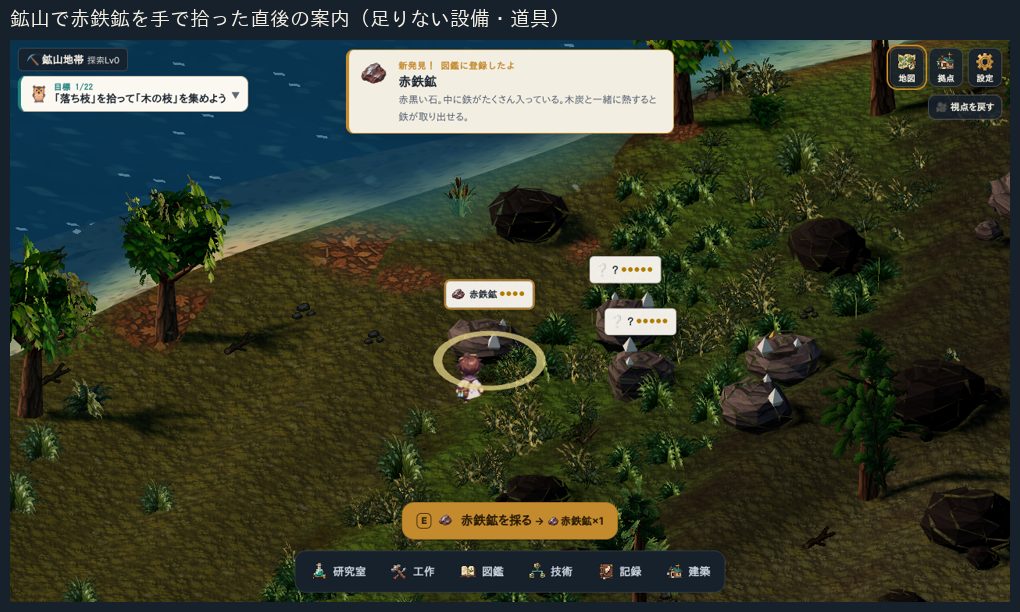 鉱山で赤鉄鉱を手で拾った直後の案内（足りない設備・道具）
鉱山地帯 探索Lv0
目標 1/22
「落ち枝」を拾って「木の枝」を集めよう ▼
新発見！ 図鑑に登録したよ
赤鉄鉱
赤黒い石。中に鉄がたくさん入っている。木炭と一緒に熱すると
鉄が取り出せる。
地図
拠点
設定
視点を戻す
? ●●●●●
赤鉄鉱 ●●●●
? ●●●●●
E 赤鉄鉱を採る → 赤鉄鉱×1
研究室
工作
図鑑
技術
記録
建築